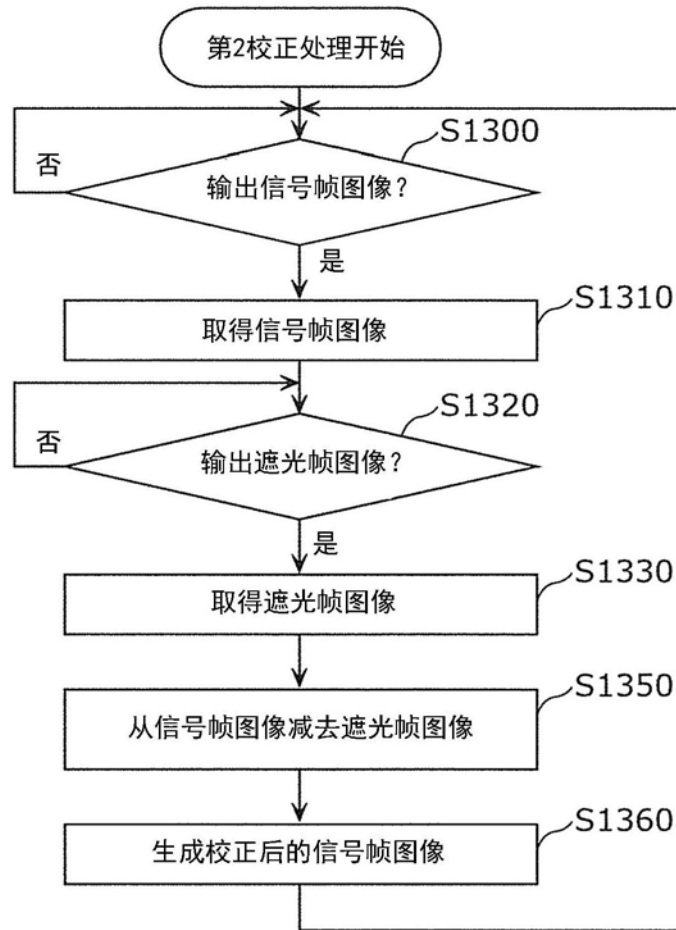 第2校正处理开始
S1300
否
输出信号帧图像?
是
S1310
取得信号帧图像
S1320
否
输出遮光帧图像?
是
S1330
取得遮光帧图像
S1350
从信号帧图像减去遮光帧图像
S1360
生成校正后的信号帧图像